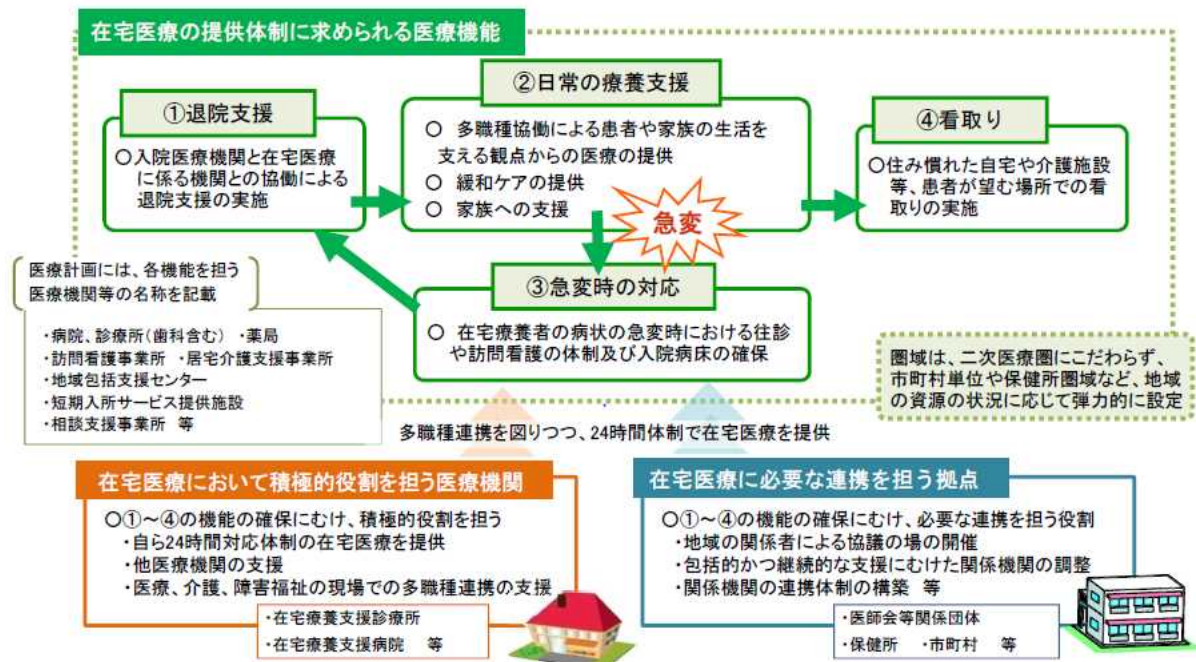 在宅医療の提供体制に求められる医療機能
①退院支援
○入院医療機関と在宅医療
に係る機関との協働による
退院支援の実施
②日常の療養支援
○ 多職種協働による患者や家族の生活を
支える観点からの医療の提供
○ 緩和ケアの提供
○ 家族への支援
急変
④看取り
○住み慣れた自宅や介護施設
等、患者が望む場所での看
取りの実施
③急変時の対応
○ 在宅療養者の病状の急変時における往診
や訪問看護の体制及び入院病床の確保
医療計画には、各機能を担う
医療機関等の名称を記載
・病院、診療所(歯科含む) ・薬局
・訪問看護事業所 ・居宅介護支援事業所
・地域包括支援センター
・短期入所サービス提供施設
・相談支援事業所 等
圏域は、二次医療圏にこだわらず、
市町村単位や保健所圏域など、地域
の資源の状況に応じて弾力的に設定
多職種連携を図りつつ、24時間体制で在宅医療を提供
在宅医療において積極的役割を担う医療機関
○①~④の機能の確保にむけ、積極的役割を担う
・自ら24時間対応体制の在宅医療を提供
・他医療機関の支援
・医療、介護、障害福祉の現場での多職種連携の支援
・在宅療養支援診療所
・在宅療養支援病院 等
在宅医療に必要な連携を担う拠点
○①~④の機能の確保にむけ、必要な連携を担う役割
・地域の関係者による協議の場の開催
・包括的かつ継続的な支援にむけた関係機関の調整
・関係機関の連携体制の構築 等
・医師会等関係団体
・保健所 ・市町村 等